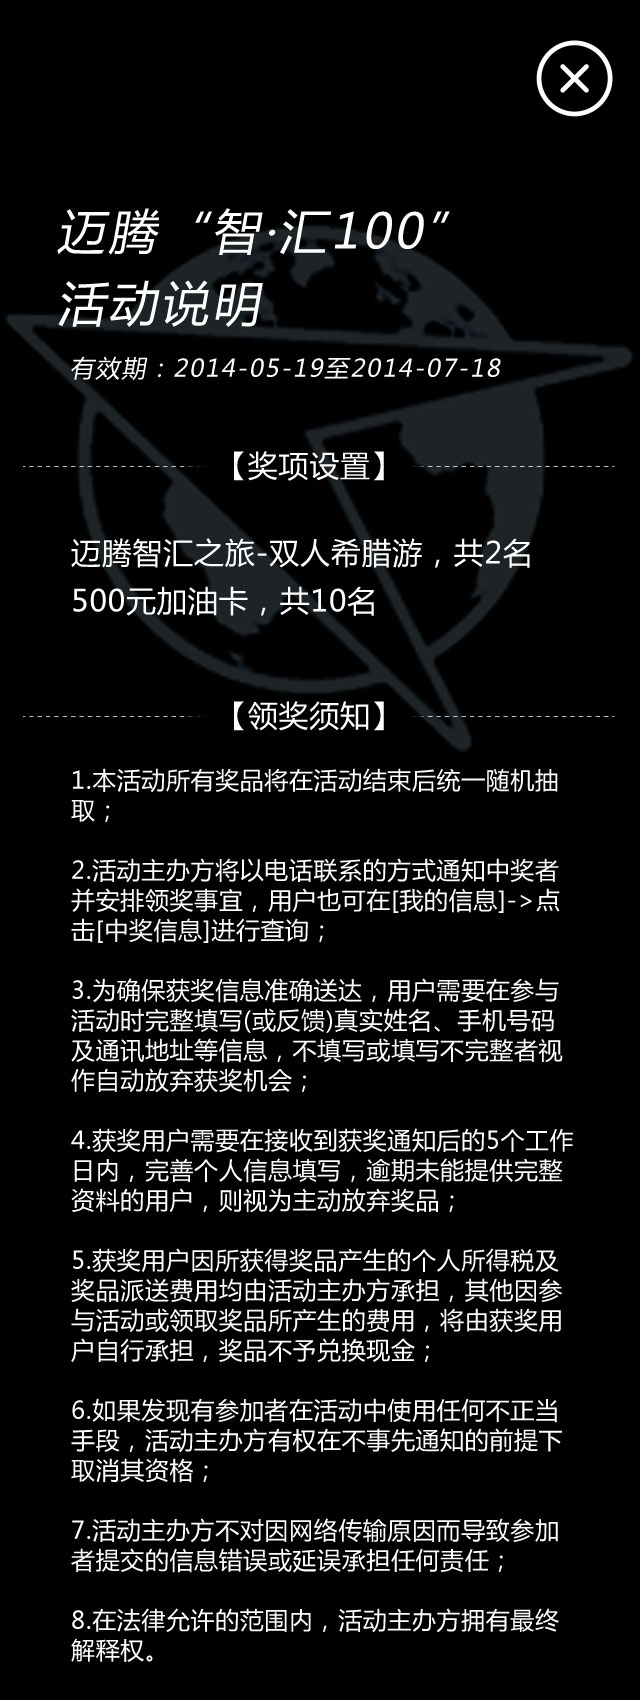 迈腾“智·汇100”
活动说明
有效期：2014-05-19至2014-07-18
【奖项设置】
迈腾智汇之旅-双人希腊游，共2名
500元加油卡，共10名
【领奖须知】
1.本活动所有奖品将在活动结束后统一随机抽
取；
2.活动主办方将以电话联系的方式通知中奖者
并安排领奖事宜，用户也可在[我的信息]->点
击[中奖信息]进行查询；
3.为确保获奖信息准确送达，用户需要在参与
活动时完整填写(或反馈)真实姓名、手机号码
及通讯地址等信息，不填写或填写不完整者视
作自动放弃获奖机会；
4.获奖用户需要在接收到获奖通知后的5个工作
日内，完善个人信息填写，逾期未能提供完整
资料的用户，则视为主动放弃奖品；
5.获奖用户因所获得奖品产生的个人所得税及
奖品派送费用均由活动主办方承担，其他因参
与活动或领取奖品所产生的费用，将由获奖用
户自行承担，奖品不予兑换现金；
6.如果发现有参加者在活动中使用任何不正当
手段，活动主办方有权在不事先通知的前提下
取消其资格；
7.活动主办方不对因网络传输原因而导致参加
者提交的信息错误或延误承担任何责任；
8.在法律允许的范围内，活动主办方拥有最终
解释权。